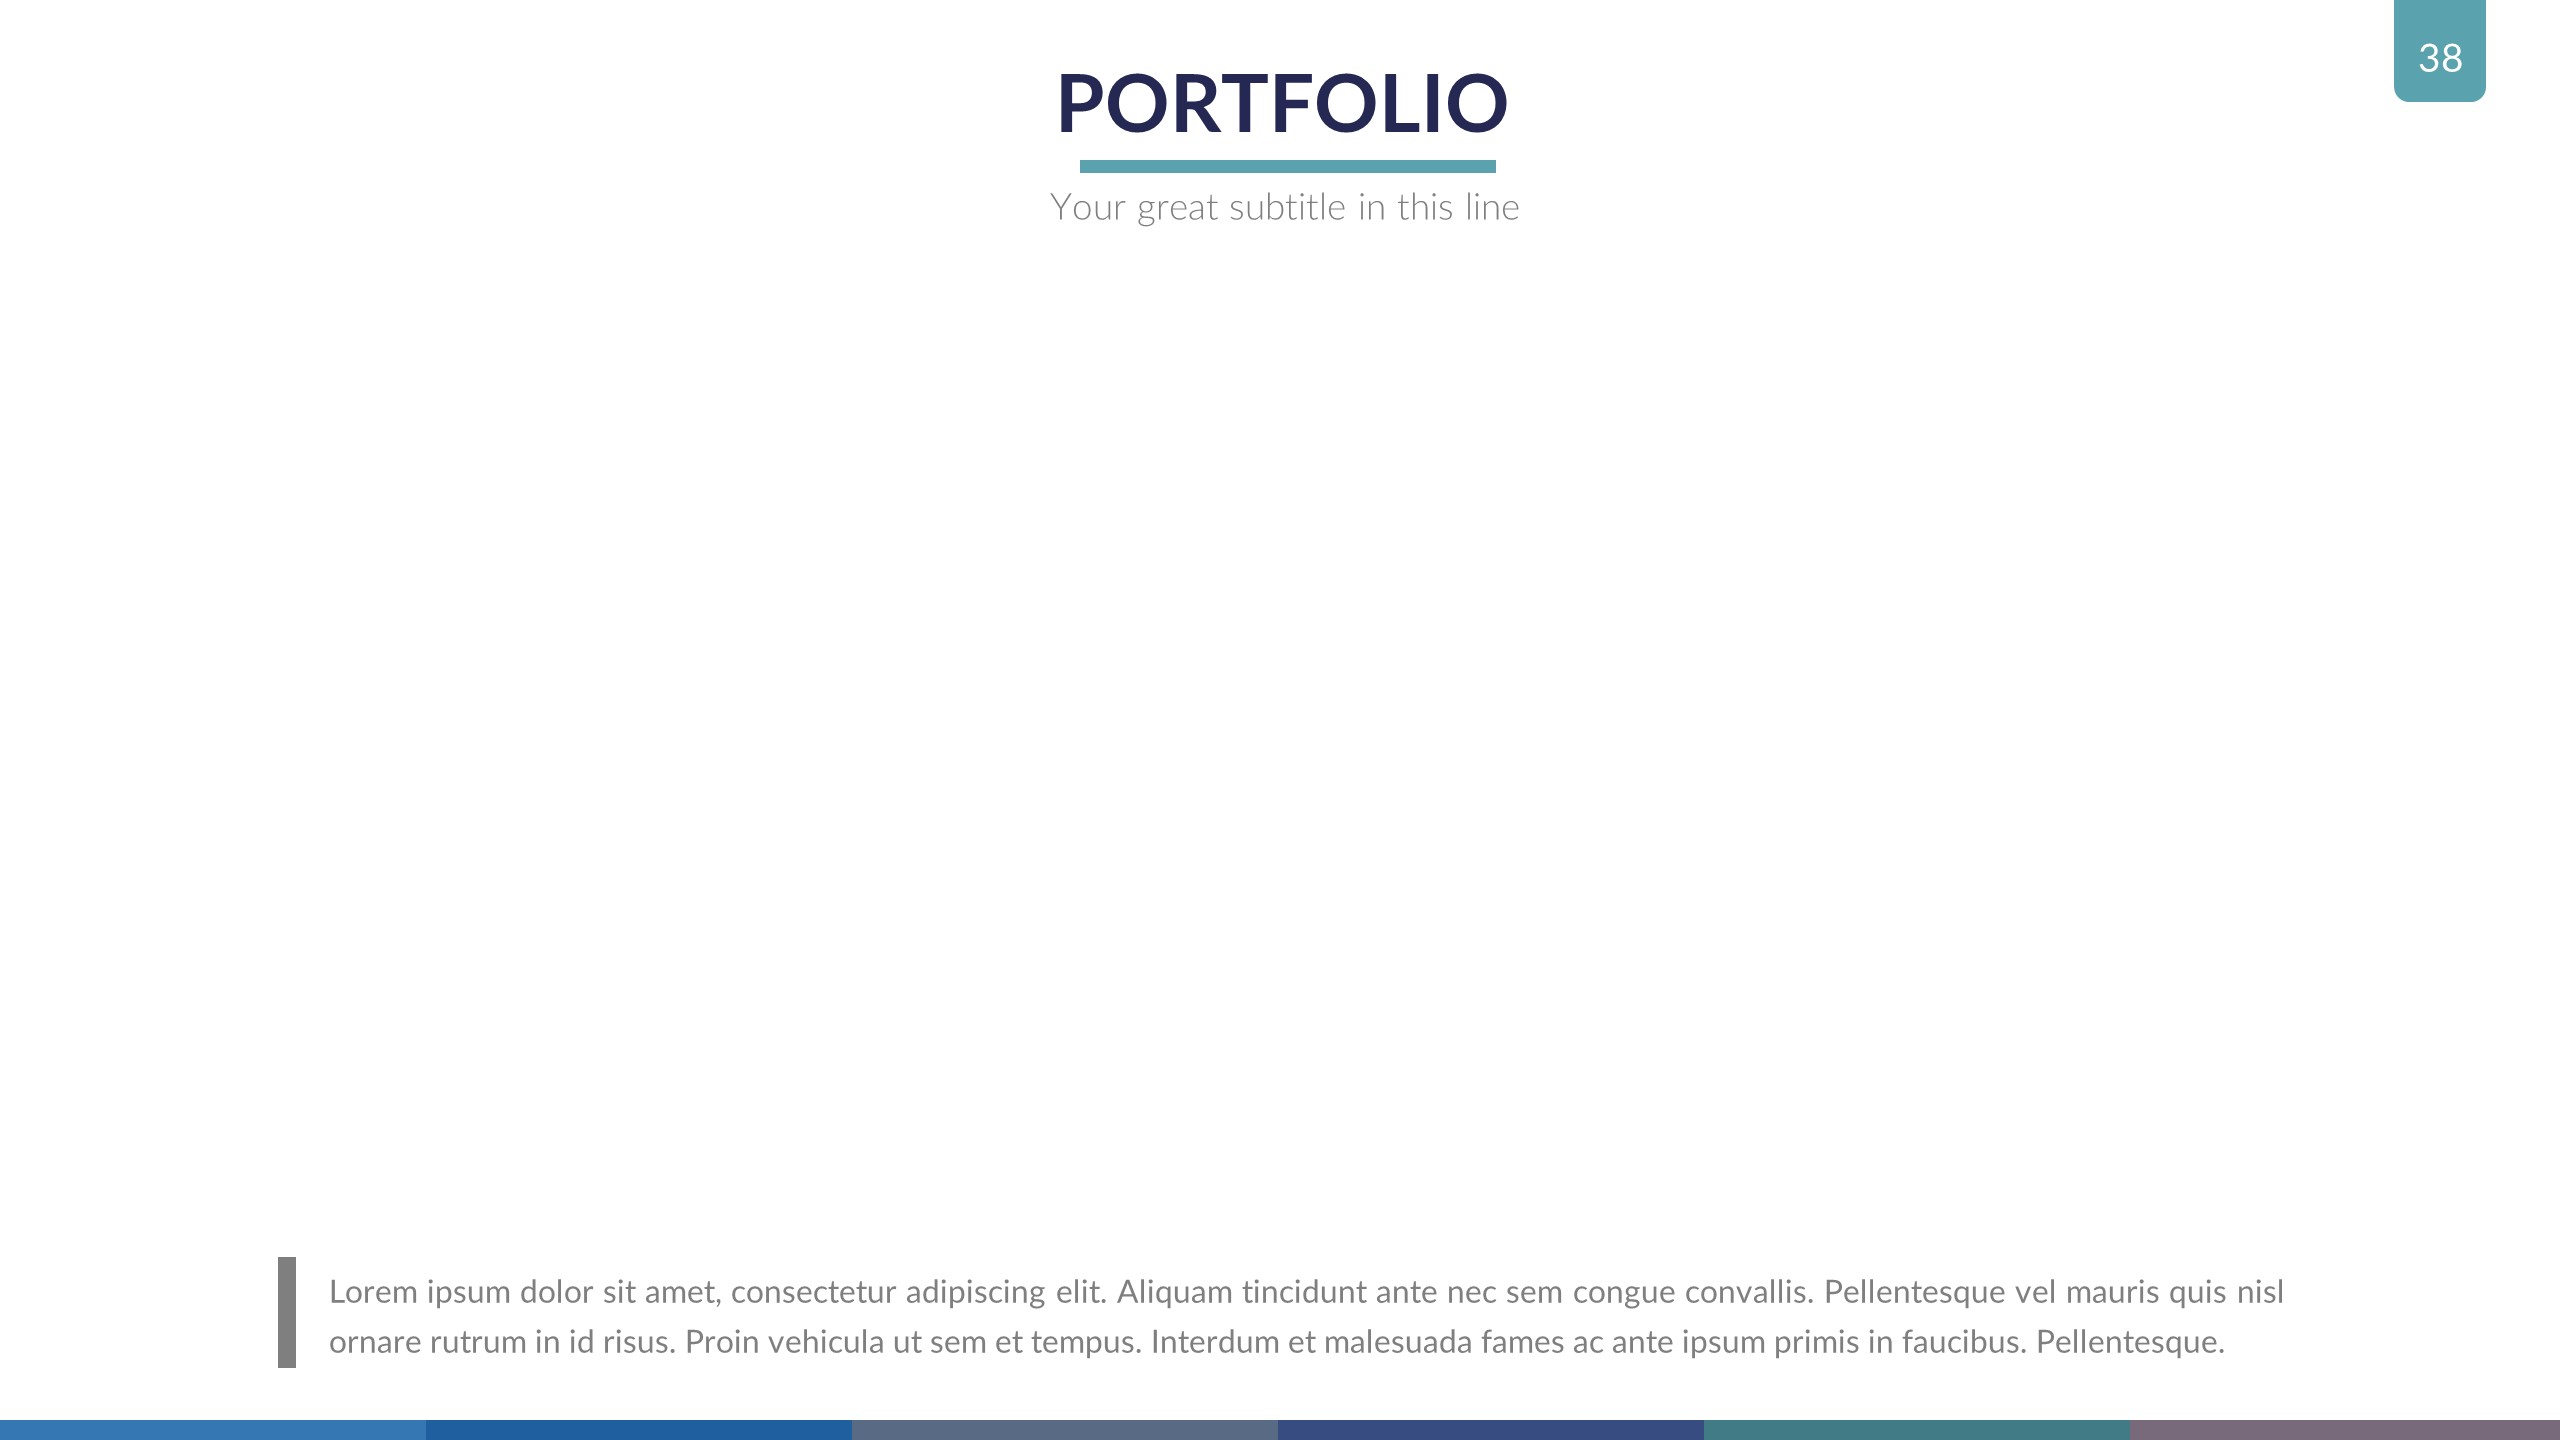 38
PORTFOLIO
Your great subtitle in this line
Lorem ipsum dolor sit amet, consectetur adipiscing elit. Aliquam tincidunt ante nec sem congue convallis. Pellentesque vel mauris quis nisl
ornare rutrum in id risus. Proin vehicula ut sem et tempus. Interdum et malesuada fames ac ante ipsum primis in faucibus. Pellentesque.